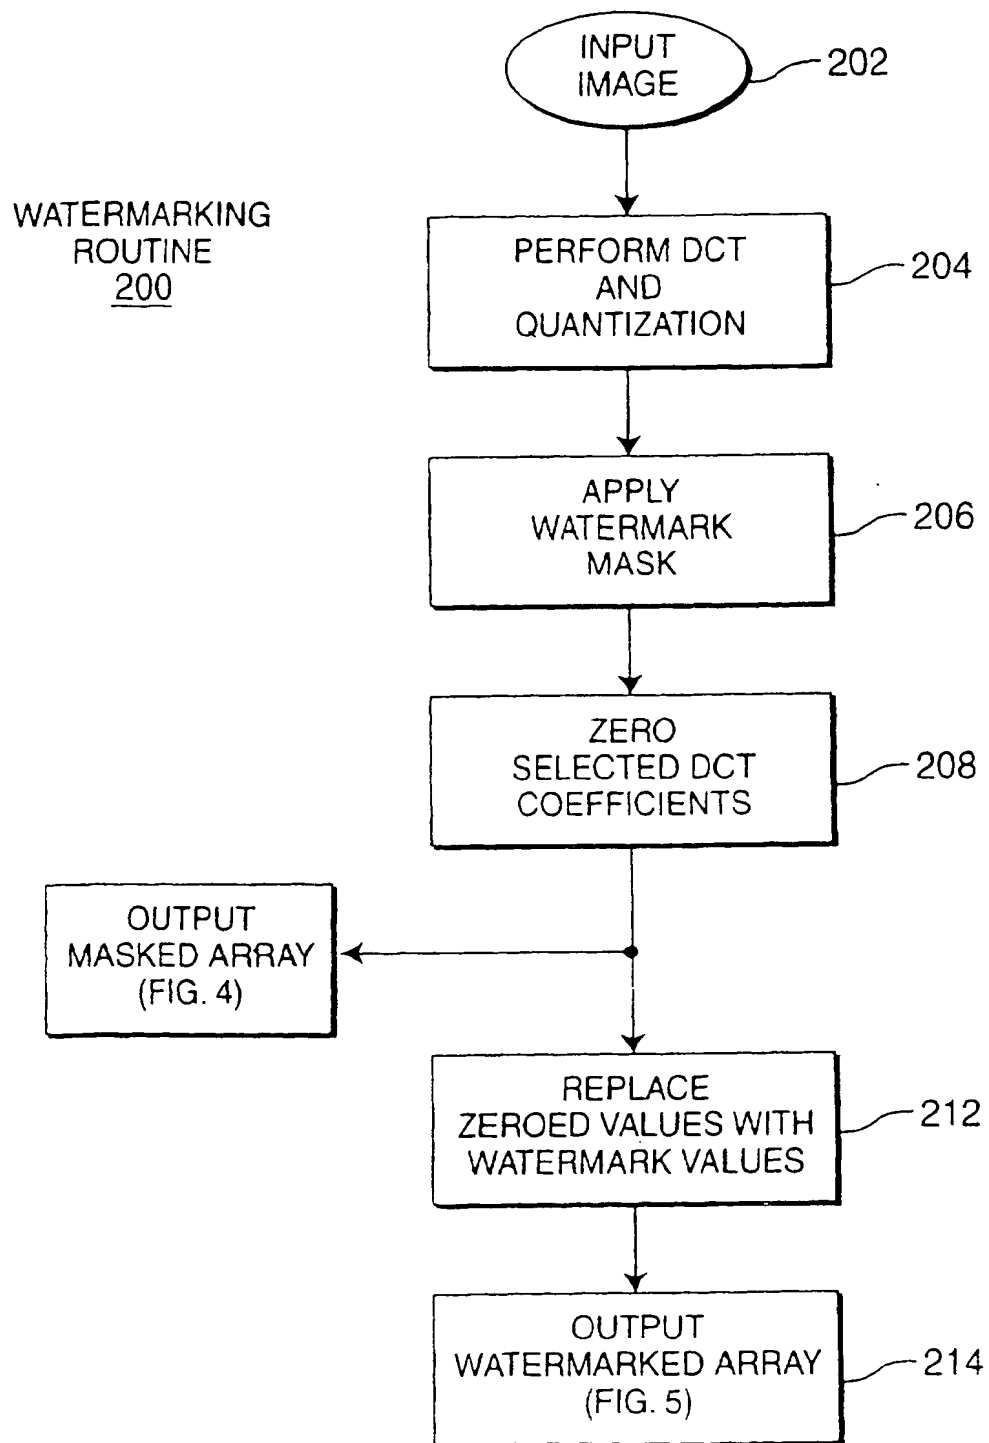 INPUT
IMAGE
202
WATERMARKING
ROUTINE
200
PERFORM DCT
AND
QUANTIZATION
204
APPLY
WATERMARK
MASK
206
ZERO
SELECTED DCT
COEFFICIENTS
208
OUTPUT
MASKED ARRAY
(FIG. 4)
REPLACE
ZEROED VALUES WITH
WATERMARK VALUES
212
OUTPUT
WATERMARKED ARRAY
(FIG. 5)
214